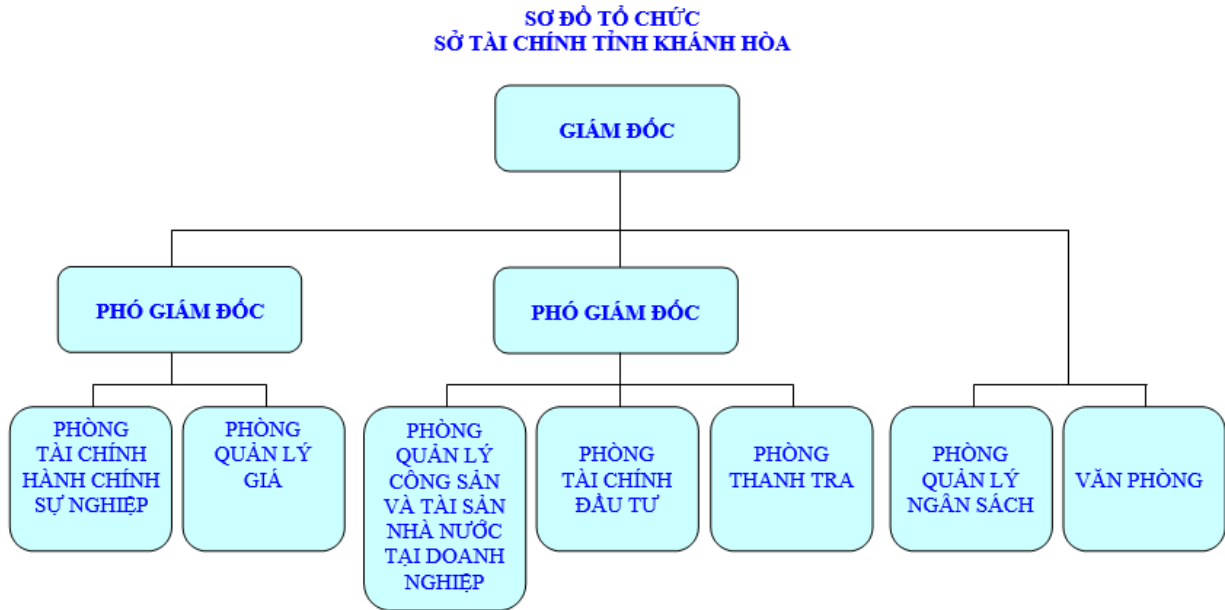 SƠ ĐỒ TỔ CHỨC
SỞ TÀI CHÍNH TỈNH KHÁNH HÒA
GIÁM ĐỐC
PHÓ GIÁM ĐỐC
PHÓ GIÁM ĐỐC
PHÒNG
TÀI CHÍNH
HÀNH CHÍNH
SỰ NGHIỆP
PHÒNG
QUẢN LÝ
GIÁ
PHÒNG
QUẢN LÝ
CÔNG SẢN
VÀ TÀI SẢN
NHÀ NƯỚC
TẠI DOANH
NGHIỆP
PHÒNG
TÀI CHÍNH
ĐẦU TƯ
PHÒNG
THANH TRA
PHÒNG
QUẢN LÝ
NGÂN SÁCH
VĂN PHÒNG